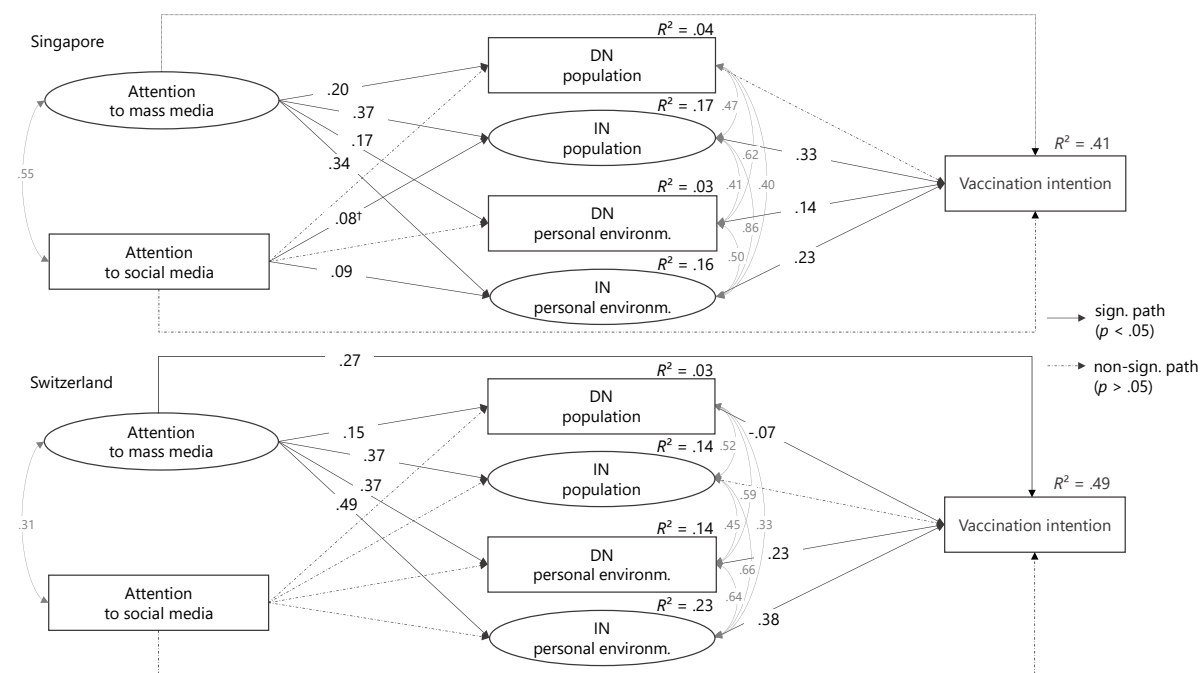 Singapore
Attention
to mass media
Attention
to social media
.55
.20
.37
.17
.34
.08†
.09
R² = .04
DN
population
R² = .17
IN
population
R² = .03
DN
personal environm.
R² = .16
IN
personal environm.
.47
.62
.41
.40
.86
.50
.33
.14
.23
R² = .41
Vaccination intention
sign. path
(p < .05)
non-sign. path
(p > .05)
Switzerland
.27
Attention
to mass media
Attention
to social media
.31
.15
.37
.37
.49
R² = .03
DN
population
R² = .14
IN
population
R² = .14
DN
personal environm.
R² = .23
IN
personal environm.
.52
.59
.45
.33
.66
.64
-.07
.23
.38
R² = .49
Vaccination intention